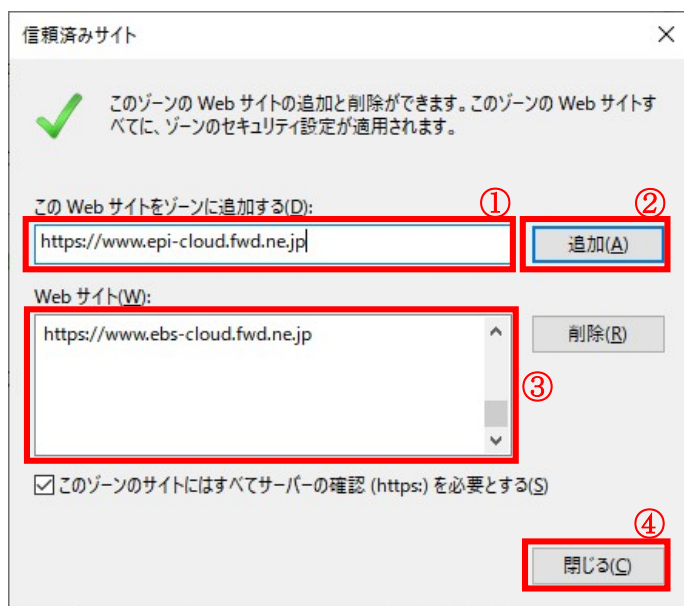 信頼済みサイト
このゾーンの Web サイトの追加と削除ができます。このゾーンの Web サイトす
べてに、ゾーンのセキュリティ設定が適用されます。
この Web サイトをゾーンに追加する(D): ① ②
https://www.epi-cloud.fwd.ne.jp 追加(A)
Web サイト(W):
https://www.ebs-cloud.fwd.ne.jp 削除(R)
③
このゾーンのサイトにはすべてサーバーの確認 (https:) を必要とする(S)
④
閉じる(C)